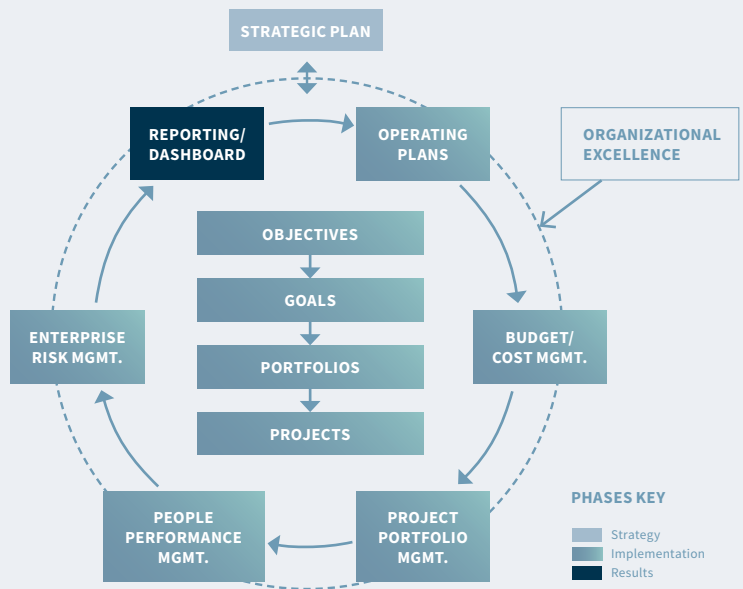 STRATEGIC PLAN
REPORTING/
DASHBOARD
OPERATING
PLANS
ORGANIZATIONAL
EXCELLENCE
OBJECTIVES
GOALS
PORTFOLIOS
PROJECTS
ENTERPRISE
RISK MGMT.
BUDGET/
COST MGMT.
PEOPLE
PERFORMANCE
MGMT.
PROJECT
PORTFOLIO
MGMT.
PHASES KEY
Strategy
Implementation
Results